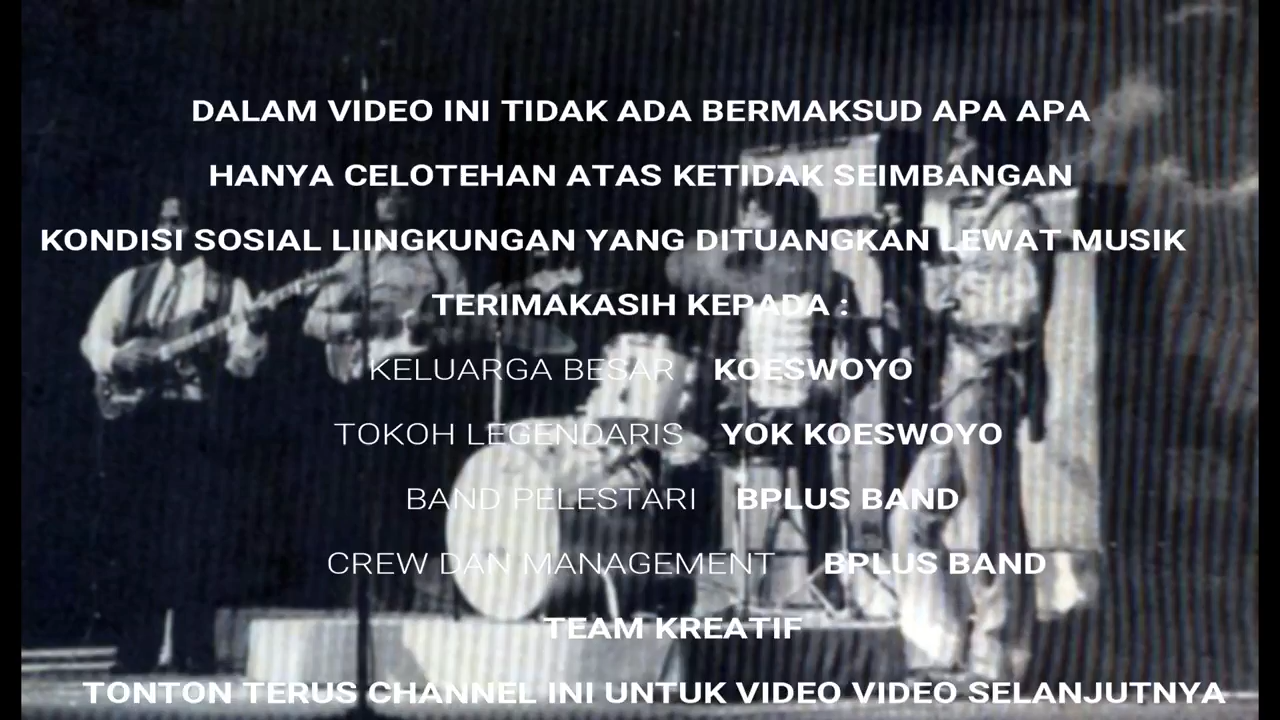 DALAM VIDEO INI TIDAK ADA BERMAKSUD APA APA
HANYA CELOTEHAN ATAS KETIDAK SEIMBANGAN
KONDISI SOSIAL LIINGKUNGAN YANG DITUANGKAN LEWAT MUSIK
TERIMAKASIH KEPADA :
KELUARGA BESAR KOESWOYO
TOKOH LEGENDARIS YOK KOESWOYO
BAND PELESTARI BPLUS BAND
CREW DAN MANAGEMENT BPLUS BAND
TEAM KREATIF
TONTON TERUS CHANNEL INI UNTUK VIDEO VIDEO SELANJUTNYA